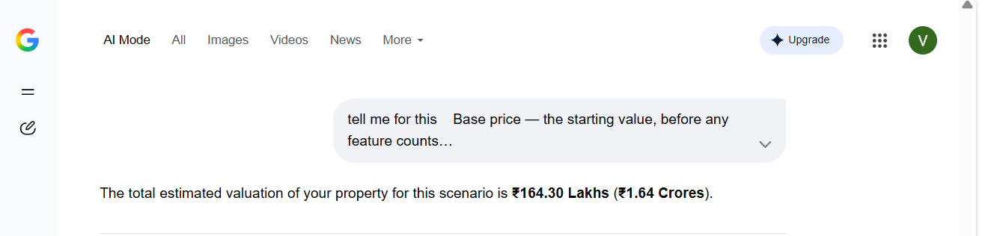 AI Mode All Images Videos News More Upgrade V
tell me for this Base price — the starting value, before any
feature counts…
The total estimated valuation of your property for this scenario is ₹164.30 Lakhs (₹1.64 Crores).